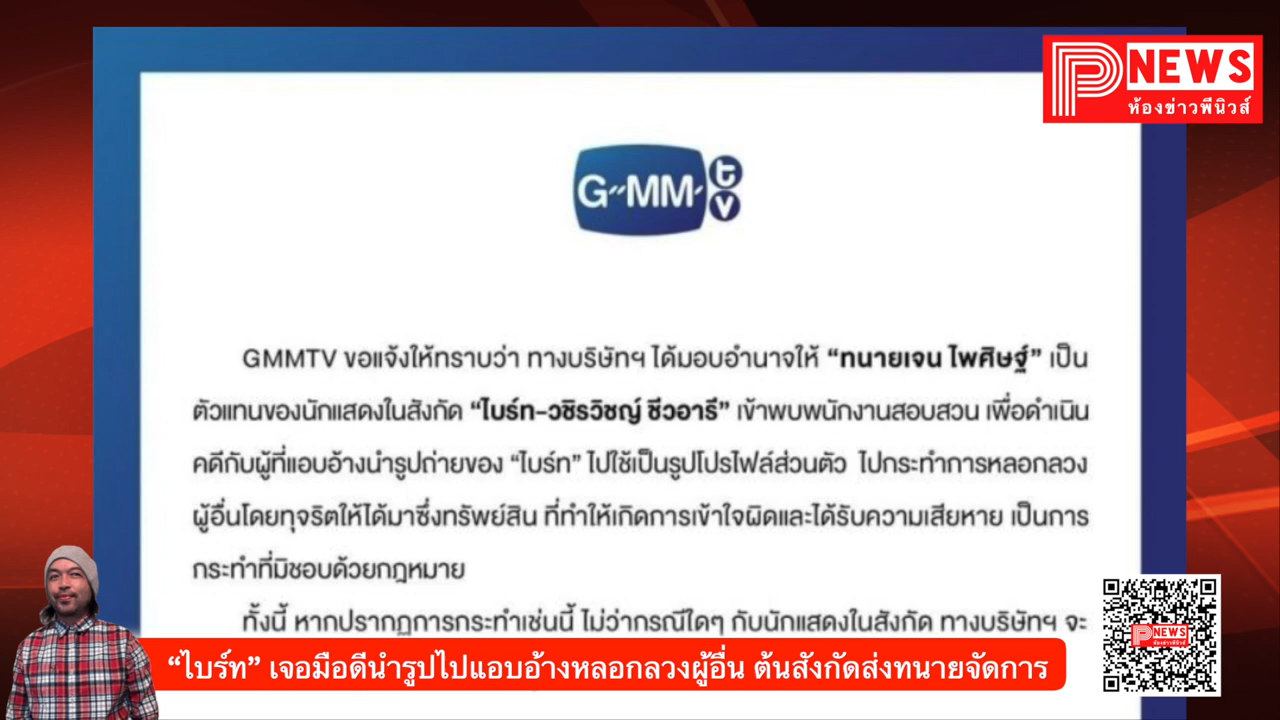 P NEWS
ห้องข่าวพีนิวส์
G"MM' tv
GMMTV ขอแจ้งให้ทราบว่า ทางบริษัทฯ ได้มอบอำนาจให้ “ทนายเจน ไพศิษฐ์” เป็น
ตัวแทนของนักแสดงในสังกัด “ไบร์ท-วชิรวิชญ์ ชีวอารี” เข้าพบพนักงานสอบสวน เพื่อดำเนิน
คดีกับผู้ที่แอบอ้างนำรูปถ่ายของ “ไบร์ท” ไปใช้เป็นรูปโปรไฟล์ส่วนตัว ไปกระทำการหลอกลวง
ผู้อื่นโดยทุจริตให้ได้มาซึ่งทรัพย์สิน ที่ทำให้เกิดการเข้าใจผิดและได้รับความเสียหาย เป็นการ
กระทำที่มิชอบด้วยกฎหมาย
ทั้งนี้ หากปรากฏการกระทำเช่นนี้ ไม่ว่ากรณีใดๆ กับนักแสดงในสังกัด ทางบริษัทฯ จะ
“ไบร์ท” เจอมือดีนำรูปไปแอบอ้างหลอกลวงผู้อื่น ต้นสังกัดส่งทนายจัดการ
P NEWS
ห้องข่าวพีนิวส์